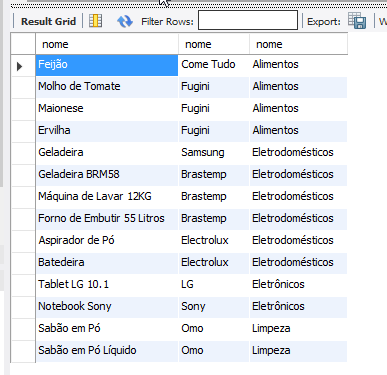 Result Grid Filter Rows: Export: W
nome nome nome
Feijão Come Tudo Alimentos
Molho de Tomate Fugini Alimentos
Maionese Fugini Alimentos
Ervilha Fugini Alimentos
Geladeira Samsung Eletrodomésticos
Geladeira BRM58 Brastemp Eletrodomésticos
Máquina de Lavar 12KG Brastemp Eletrodomésticos
Forno de Embutir 55 Litros Brastemp Eletrodomésticos
Aspirador de Pó Electrolux Eletrodomésticos
Batedeira Electrolux Eletrodomésticos
Tablet LG 10.1 LG Eletrônicos
Notebook Sony Sony Eletrônicos
Sabão em Pó Omo Limpeza
Sabão em Pó Líquido Omo Limpeza